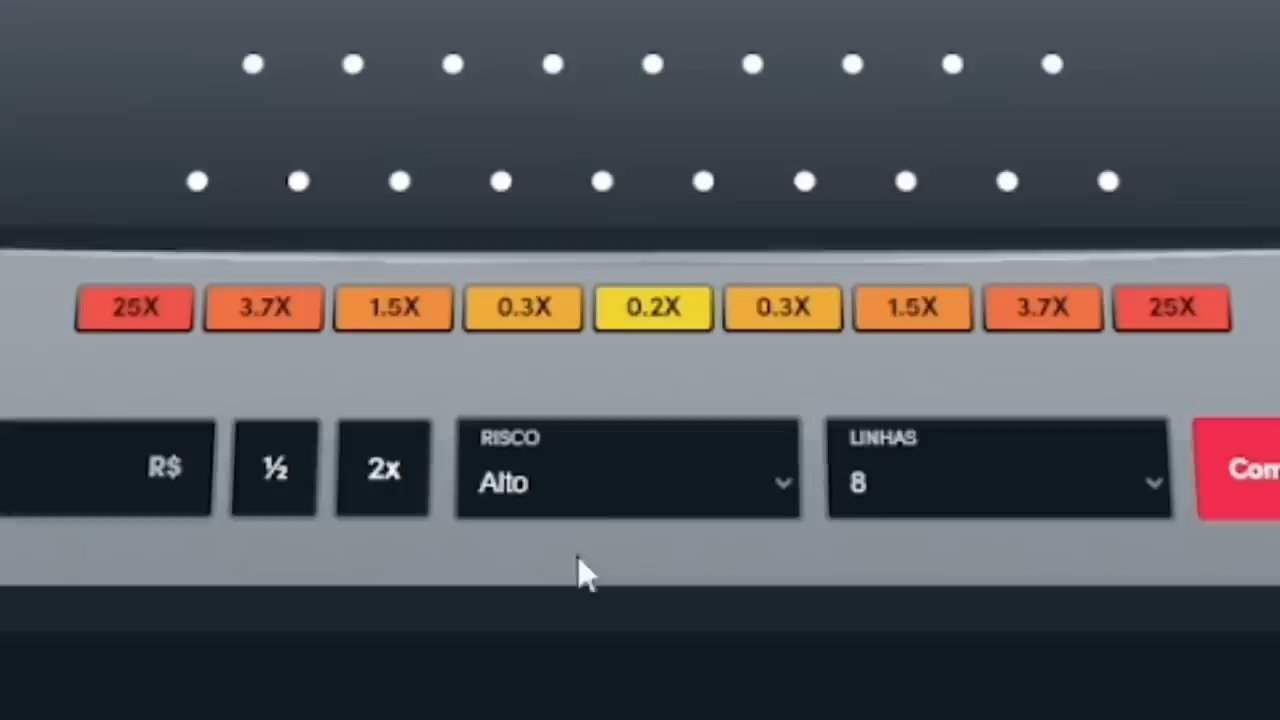 25X 3.7X 1.5X 0.3X 0.2X 0.3X 1.5X 3.7X 25X
RISCO LINHAS
R$ ½ 2x Alto 8